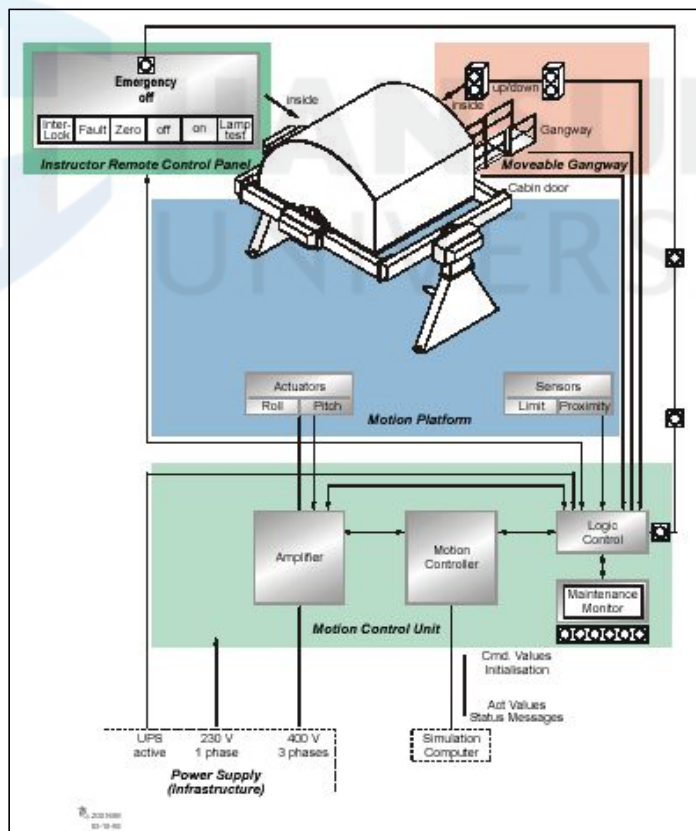 Emergency
off
Inter-
Lock
Fault
Zero
off
on
Lamp
test
Instructor Remote Control Panel
inside
up/down
inside
Gangway
Moveable Gangway
Cabin door
UNIVERS
Actuators
Roll
Pitch
Sensors
Limit
Proximity
Motion Platform
Amplifier
Motion
Controller
Logic
Control
Maintenance
Monitor
Motion Control Unit
Cmd. Values
Initialisation
Act Values
Status Messages
UPS
active
230 V
1 phase
400 V
3 phases
Simulation
Computer
Power Supply
(Infrastructure)